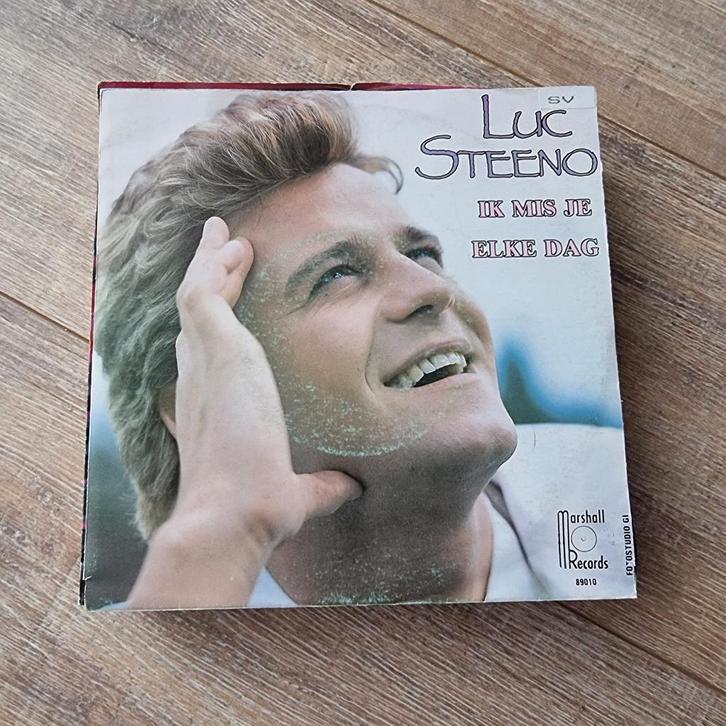 SV
LUC
STEENO
IK MIS JE
ELKE DAG
Marshall
Records
89010
FOTOSTUDIO GI